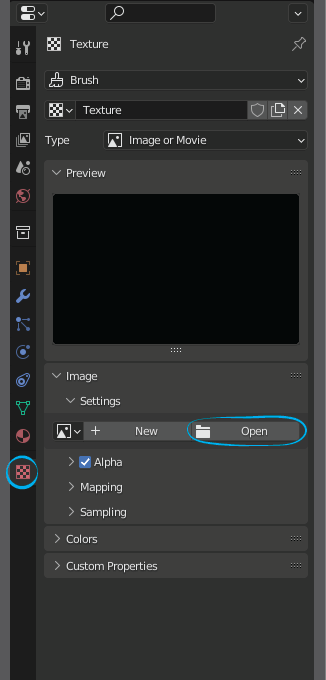 Texture
Brush
Texture
Type
Image or Movie
Preview
Image
Settings
New
Open
Alpha
Mapping
Sampling
Colors
Custom Properties